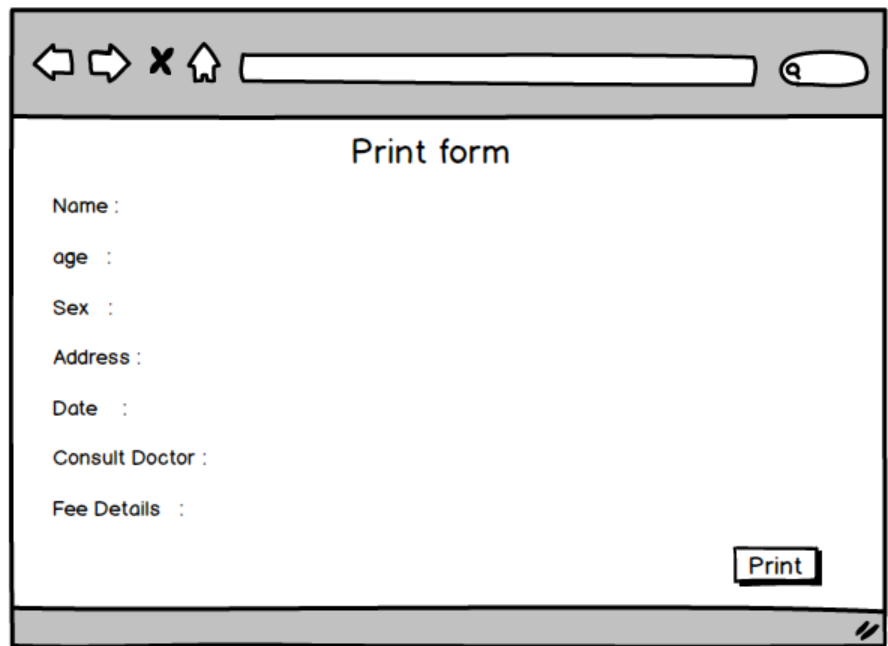 Print form
Name :
age :
Sex :
Address :
Date :
Consult Doctor :
Fee Details :
Print